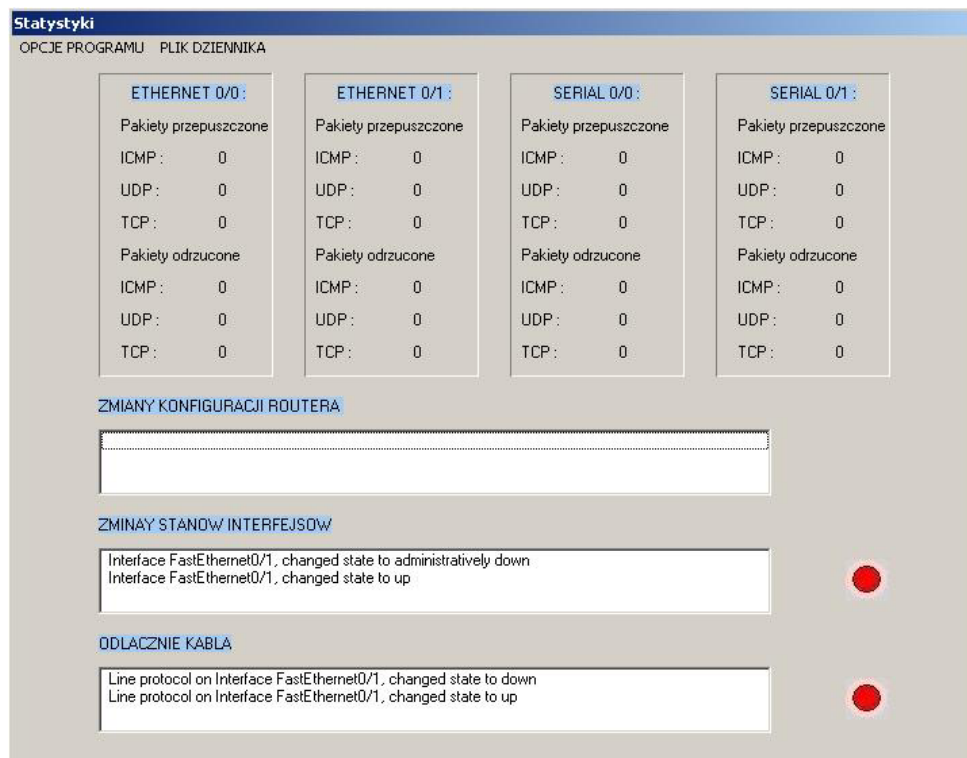 Statystyki
OPCJE PROGRAMU PLIK DZIENNIKA
ETHERNET 0/0 :
Pakiety przepuszczone
ICMP : 0
UDP : 0
TCP : 0
Pakiety odrzucone
ICMP : 0
UDP : 0
TCP : 0
ETHERNET 0/1 :
Pakiety przepuszczone
ICMP : 0
UDP : 0
TCP : 0
Pakiety odrzucone
ICMP : 0
UDP : 0
TCP : 0
SERIAL 0/0 :
Pakiety przepuszczone
ICMP : 0
UDP : 0
TCP : 0
Pakiety odrzucone
ICMP : 0
UDP : 0
TCP : 0
SERIAL 0/1 :
Pakiety przepuszczone
ICMP : 0
UDP : 0
TCP : 0
Pakiety odrzucone
ICMP : 0
UDP : 0
TCP : 0
ZMIANY KONFIGURACJI ROUTERA
ZMINAY STANOW INTERFEJSOW
Interface FastEthernet0/1, changed state to administratively down
Interface FastEthernet0/1, changed state to up
ODLACZNIE KABLA
Line protocol on Interface FastEthernet0/1, changed state to down
Line protocol on Interface FastEthernet0/1, changed state to up